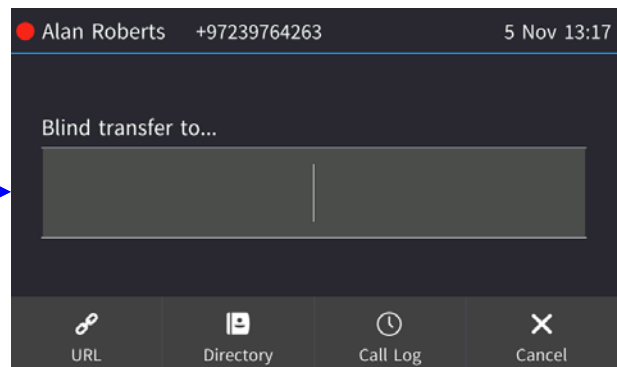 Alan Roberts +97239764263 5 Nov 13:17
Blind transfer to...
URL Directory Call Log Cancel